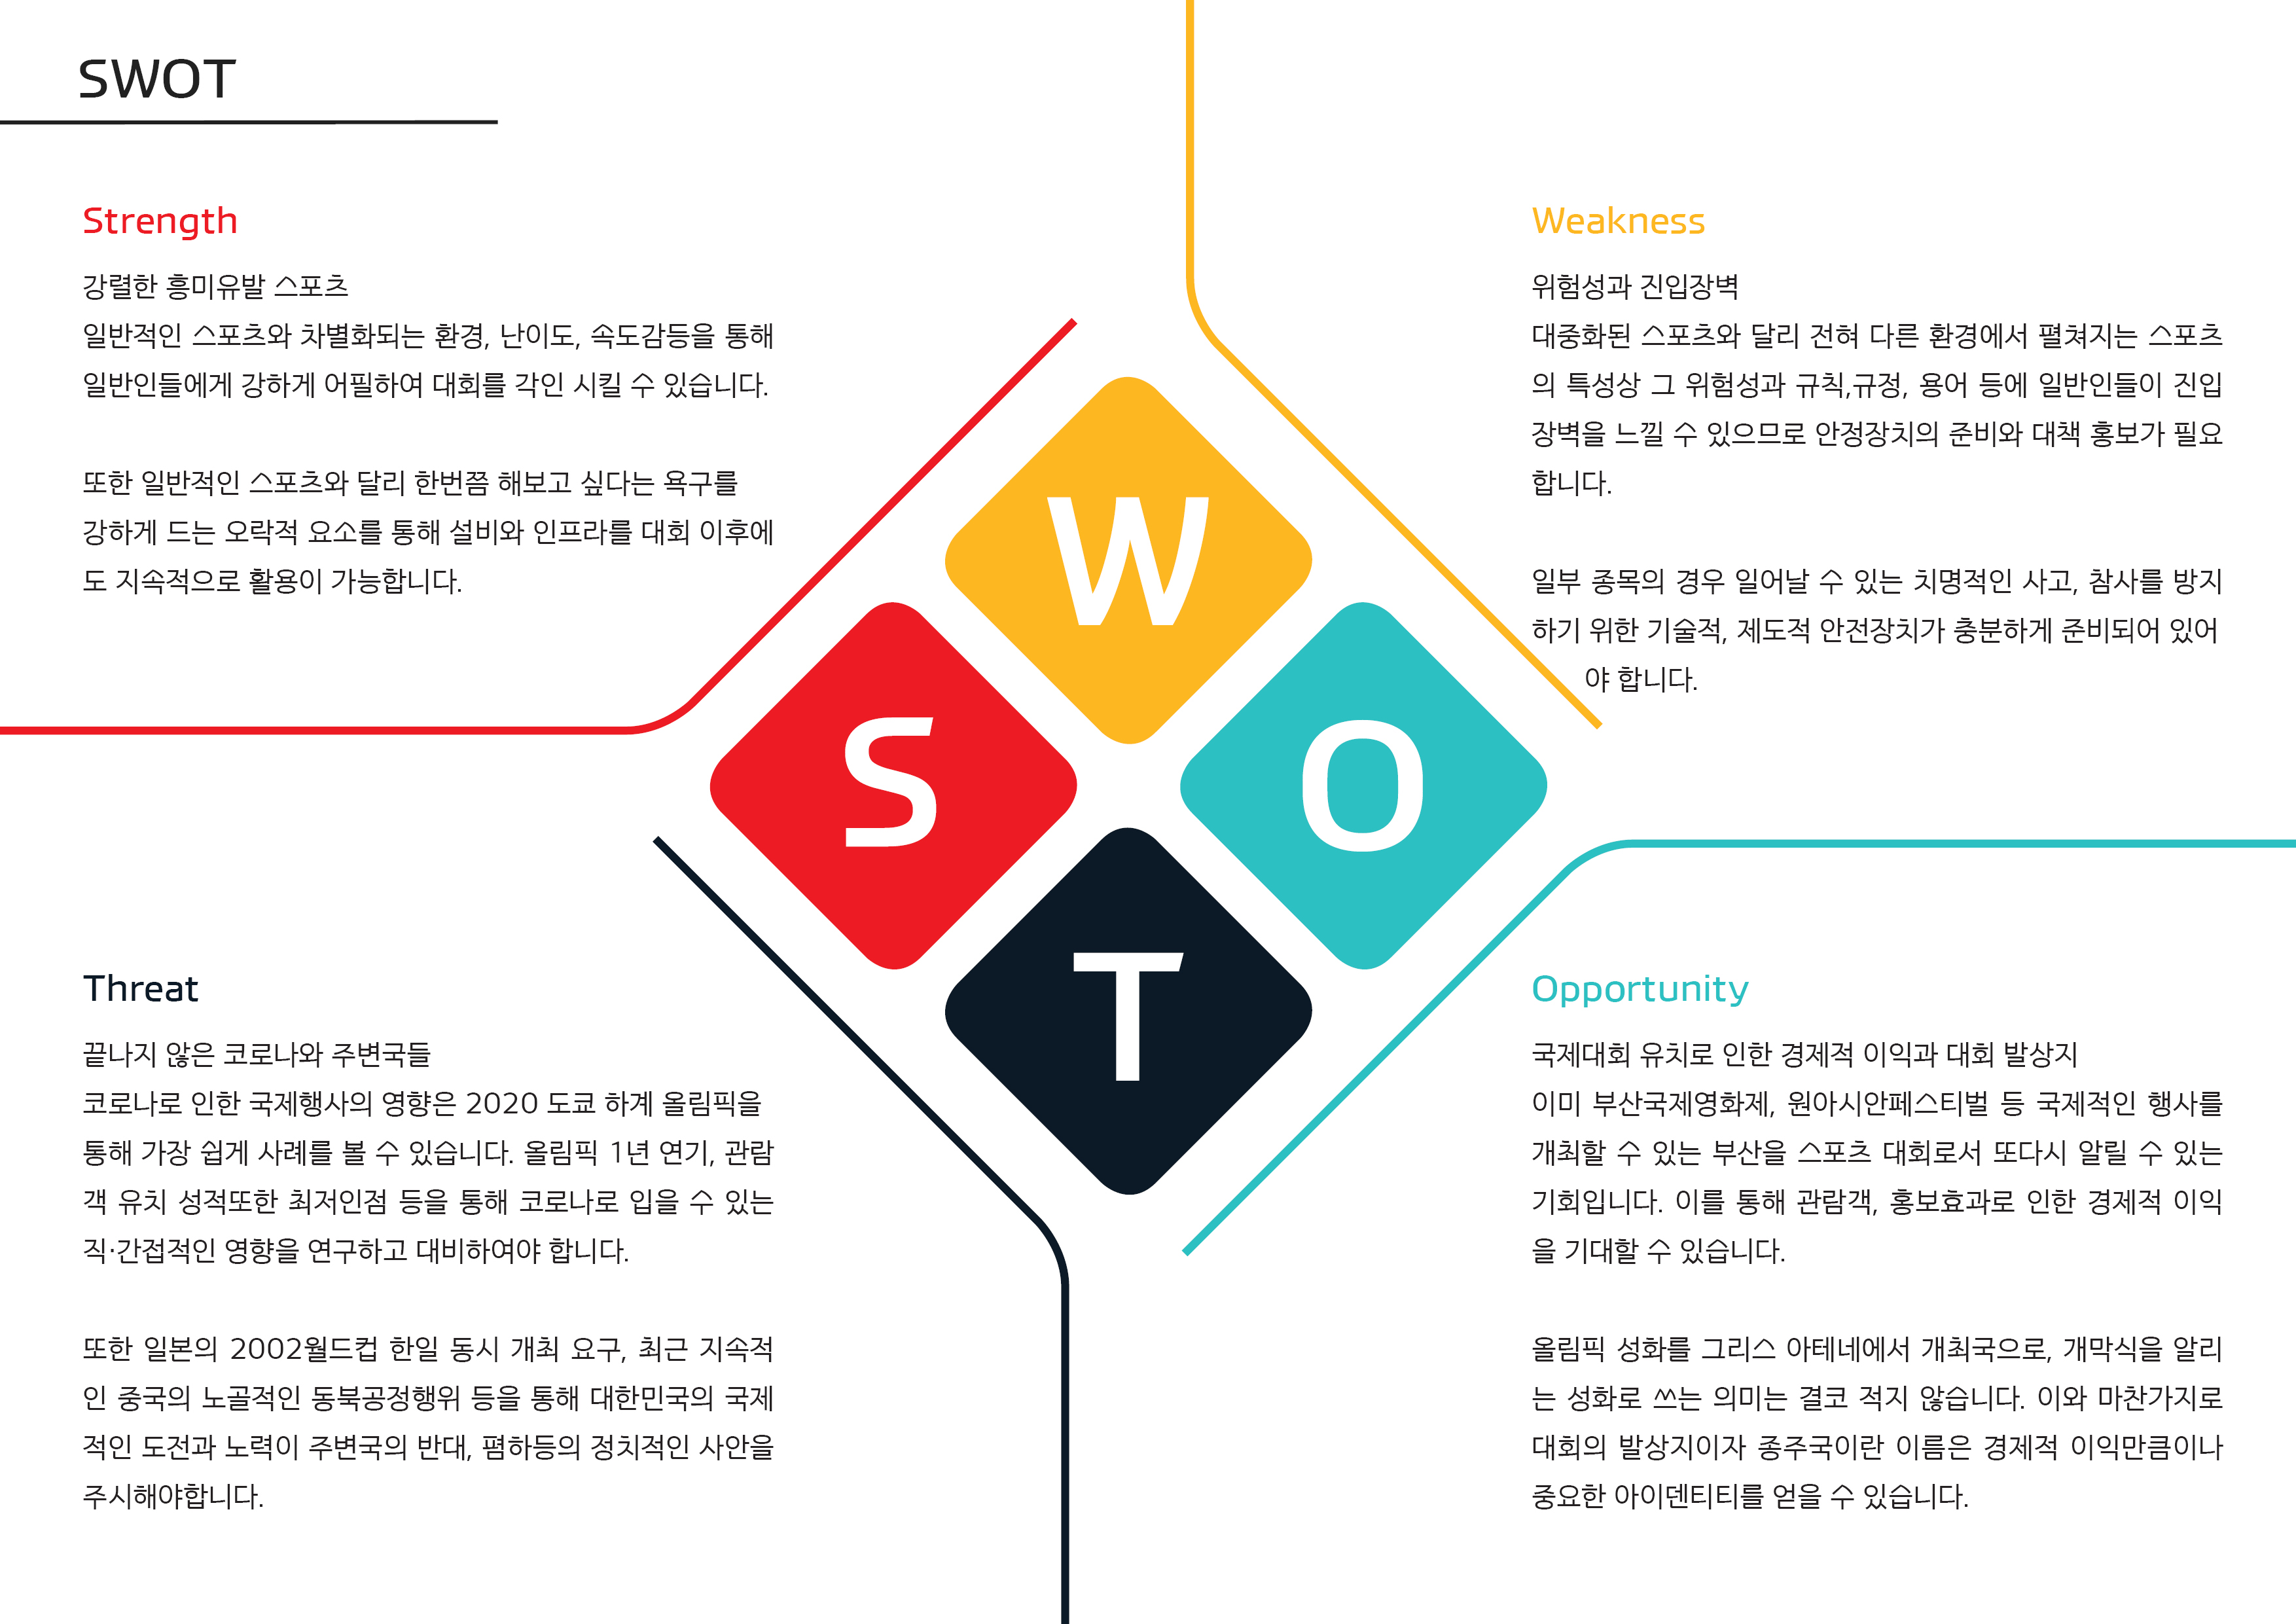 SWOT
Strength
강렬한 흥미유발 스포츠
일반적인 스포츠와 차별화되는 환경, 난이도, 속도감등을 통해
일반인들에게 강하게 어필하여 대회를 각인 시킬 수 있습니다.
또한 일반적인 스포츠와 달리 한번쯤 해보고 싶다는 욕구를
강하게 드는 오락적 요소를 통해 설비와 인프라를 대회 이후에
도 지속적으로 활용이 가능합니다.
Weakness
위험성과 진입장벽
대중화된 스포츠와 달리 전혀 다른 환경에서 펼쳐지는 스포츠
의 특성상 그 위험성과 규칙,규정, 용어 등에 일반인들이 진입
장벽을 느낄 수 있으므로 안정장치의 준비와 대책 홍보가 필요
합니다.
일부 종목의 경우 일어날 수 있는 치명적인 사고, 참사를 방지
하기 위한 기술적, 제도적 안전장치가 충분하게 준비되어 있어
야 합니다.
W
S
O
T
Threat
끝나지 않은 코로나와 주변국들
코로나로 인한 국제행사의 영향은 2020 도쿄 하계 올림픽을
통해 가장 쉽게 사례를 볼 수 있습니다. 올림픽 1년 연기, 관람
객 유치 성적또한 최저인점 등을 통해 코로나로 입을 수 있는
직·간접적인 영향을 연구하고 대비하여야 합니다.
또한 일본의 2002월드컵 한일 동시 개최 요구, 최근 지속적
인 중국의 노골적인 동북공정행위 등을 통해 대한민국의 국제
적인 도전과 노력이 주변국의 반대, 폄하등의 정치적인 사안을
주시해야합니다.
Opportunity
국제대회 유치로 인한 경제적 이익과 대회 발상지
이미 부산국제영화제, 원아시안페스티벌 등 국제적인 행사를
개최할 수 있는 부산을 스포츠 대회로서 또다시 알릴 수 있는
기회입니다. 이를 통해 관람객, 홍보효과로 인한 경제적 이익
을 기대할 수 있습니다.
올림픽 성화를 그리스 아테네에서 개최국으로, 개막식을 알리
는 성화로 쓰는 의미는 결코 적지 않습니다. 이와 마찬가지로
대회의 발상지이자 종주국이란 이름은 경제적 이익만큼이나
중요한 아이덴티티를 얻을 수 있습니다.